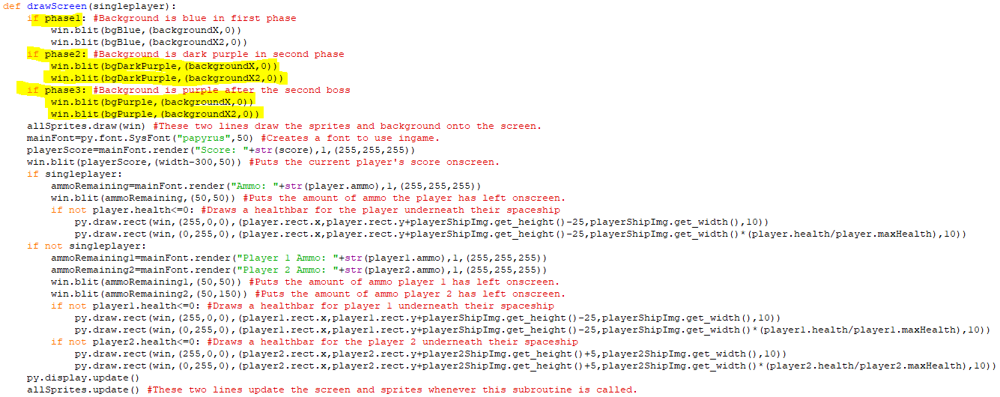 def drawScreen(singleplayer):
    if phase1: #Background is blue in first phase
        win.blit(bgBlue,(backgroundX,0))
        win.blit(bgBlue,(backgroundX2,0))
    if phase2: #Background is dark purple in second phase
        win.blit(bgDarkPurple,(backgroundX,0))
        win.blit(bgDarkPurple,(backgroundX2,0))
    if phase3: #Background is purple after the second boss
        win.blit(bgPurple,(backgroundX,0))
        win.blit(bgPurple,(backgroundX2,0))
    allSprites.draw(win) #These two lines draw the sprites and background onto the screen.
    mainFont=py.font.SysFont("papyrus",50) #Creates a font to use ingame.
    playerScore=mainFont.render("Score: "+str(score),1,(255,255,255))
    win.blit(playerScore,(width-300,50)) #Puts the current player's score onscreen.
    if singleplayer:
        ammoRemaining=mainFont.render("Ammo: "+str(player.ammo),1,(255,255,255))
        win.blit(ammoRemaining,(50,50)) #Puts the amount of ammo the player has left onscreen.
        if not player.health<=0: #Draws a healthbar for the player underneath their spaceship
            py.draw.rect(win,(255,0,0),(player.rect.x,player.rect.y+playerShipImg.get_height()-25,playerShipImg.get_width(),10))
            py.draw.rect(win,(0,255,0),(player.rect.x,player.rect.y+playerShipImg.get_height()-25,playerShipImg.get_width()*(player.health/player.maxHealth),10))
    if not singleplayer:
        ammoRemaining1=mainFont.render("Player 1 Ammo: "+str(player1.ammo),1,(255,255,255))
        ammoRemaining2=mainFont.render("Player 2 Ammo: "+str(player2.ammo),1,(255,255,255))
        win.blit(ammoRemaining1,(50,50)) #Puts the amount of ammo player 1 has left onscreen.
        win.blit(ammoRemaining2,(50,150)) #Puts the amount of ammo player 2 has left onscreen.
        if not player1.health<=0: #Draws a healthbar for player 1 underneath their spaceship
            py.draw.rect(win,(255,0,0),(player1.rect.x,player1.rect.y+playerShipImg.get_height()-25,playerShipImg.get_width(),10))
            py.draw.rect(win,(0,255,0),(player1.rect.x,player1.rect.y+playerShipImg.get_height()-25,playerShipImg.get_width()*(player1.health/player1.maxHealth),10))
        if not player2.health<=0: #Draws a healthbar for the player 2 underneath their spaceship
            py.draw.rect(win,(255,0,0),(player2.rect.x,player2.rect.y+player2ShipImg.get_height()+5,player2ShipImg.get_width(),10))
            py.draw.rect(win,(0,255,0),(player2.rect.x,player2.rect.y+player2ShipImg.get_height()+5,player2ShipImg.get_width()*(player2.health/player2.maxHealth),10))
    py.display.update()
    allSprites.update() #These two lines update the screen and sprites whenever this subroutine is called.